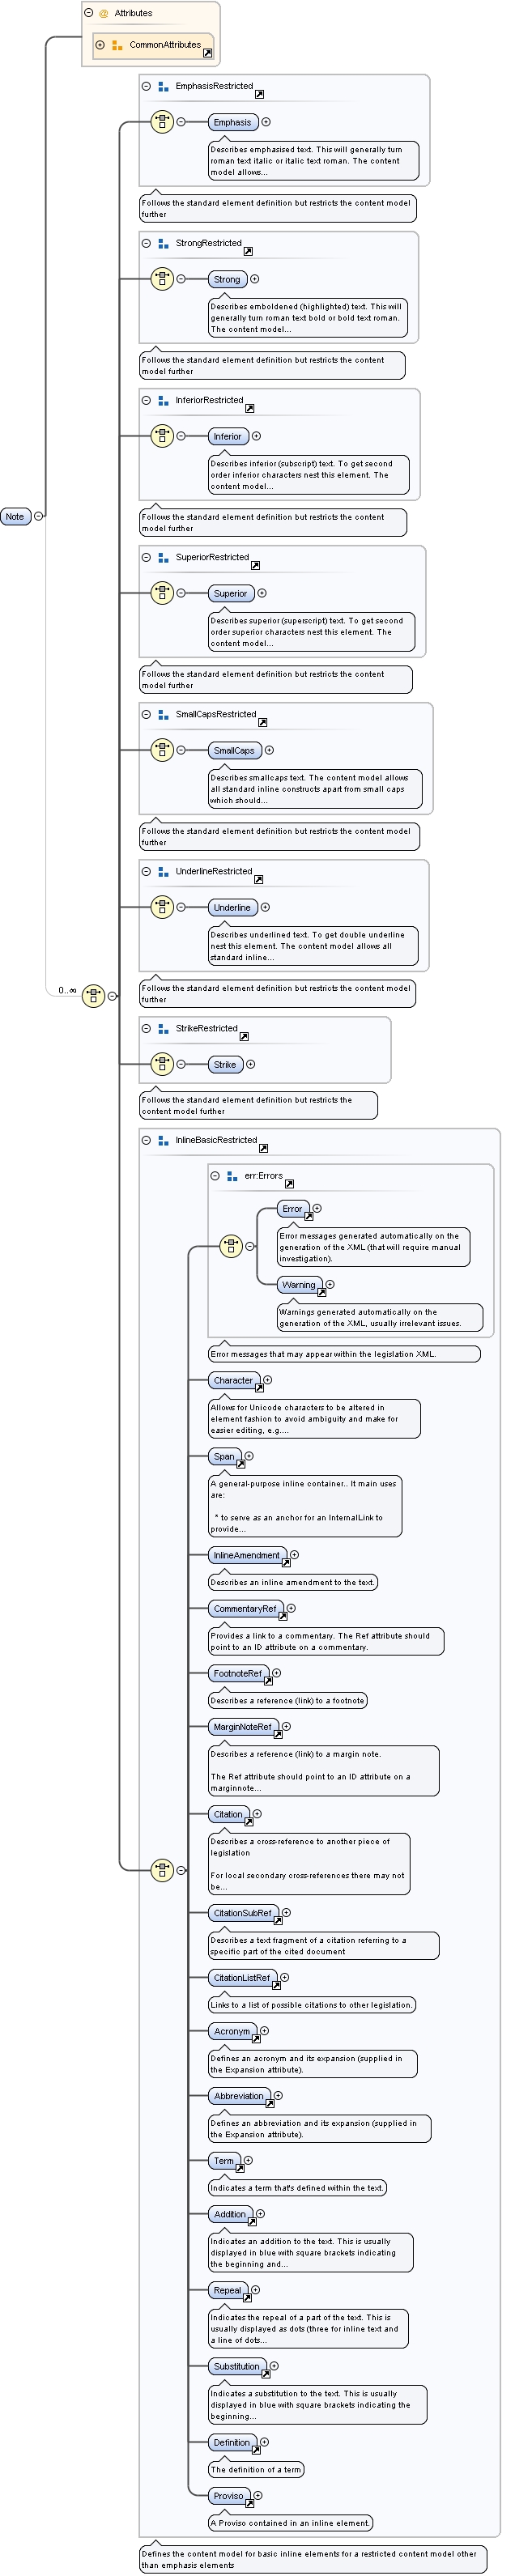 Attributes
CommonAttributes
EmphasisRestricted
Emphasis
Describes emphasised text. This will generally turn
roman text italic or italic text roman. The content
model allows...
Follows the standard element definition but restricts the content model
further
StrongRestricted
Strong
Describes emboldened (highlighted) text. This will
generally turn roman text bold or bold text roman.
The content model...
Follows the standard element definition but restricts the content
model further
InferiorRestricted
Inferior
Describes inferior (subscript) text. To get second
order inferior characters nest this element. The
content model...
Note
Follows the standard element definition but restricts the content
model further
SuperiorRestricted
Superior
Describes superior (superscript) text. To get second
order superior characters nest this element. The
content model...
Follows the standard element definition but restricts the content
model further
SmallCapsRestricted
SmallCaps
Describes smallcaps text. The content model allows
all standard inline constructs apart from small caps
which should...
Follows the standard element definition but restricts the content model
further
UnderlineRestricted
Underline
Describes underlined text. To get double underline
nest this element. The content model allows all
standard inline...
Follows the standard element definition but restricts the content model
further
0..∞
StrikeRestricted
Strike
Follows the standard element definition but restricts the
content model further
InlineBasicRestricted
err:Errors
Error
Error messages generated automatically on the
generation of the XML (that will require manual
investigation).
Warning
Warnings generated automatically on the
generation of the XML, usually irrelevant issues.
Error messages that may appear within the legislation XML.
Character
Allows for Unicode characters to be altered in
element fashion to avoid ambiguity and make for
easier editing, e.g....
Span
A general-purpose inline container.. It main uses
are:
* to serve as an anchor for an InternalLink to
provide...
InlineAmendment
Describes an inline amendment to the text.
CommentaryRef
Provides a link to a commentary. The Ref attribute should
point to an ID attribute on a commentary.
FootnoteRef
Describes a reference (link) to a footnote
MarginNoteRef
Describes a reference (link) to a margin note.
The Ref attribute should point to an ID attribute on a
marginnote...
Citation
Describes a cross-reference to another piece of
legislation
For local secondary cross-references there may not
be...
CitationSubRef
Describes a text fragment of a citation referring to a
specific part of the cited document
CitationListRef
Links to a list of possible citations to other legislation.
Acronym
Defines an acronym and its expansion (supplied in
the Expansion attribute).
Abbreviation
Defines an abbreviation and its expansion (supplied in
the Expansion attribute).
Term
Indicates a term that's defined within the text.
Addition
Indicates an addition to the text. This is usually
displayed in blue with square brackets indicating
the beginning and...
Repeal
Indicates the repeal of a part of the text. This is
usually displayed as dots (three for inline text and
a line of dots...
Substitution
Indicates a substitution to the text. This is usually
displayed in blue with square brackets indicating the
beginning...
Definition
The definition of a term
Proviso
A Proviso contained in an inline element.
Defines the content model for basic inline elements for a restricted content model other
than emphasis elements